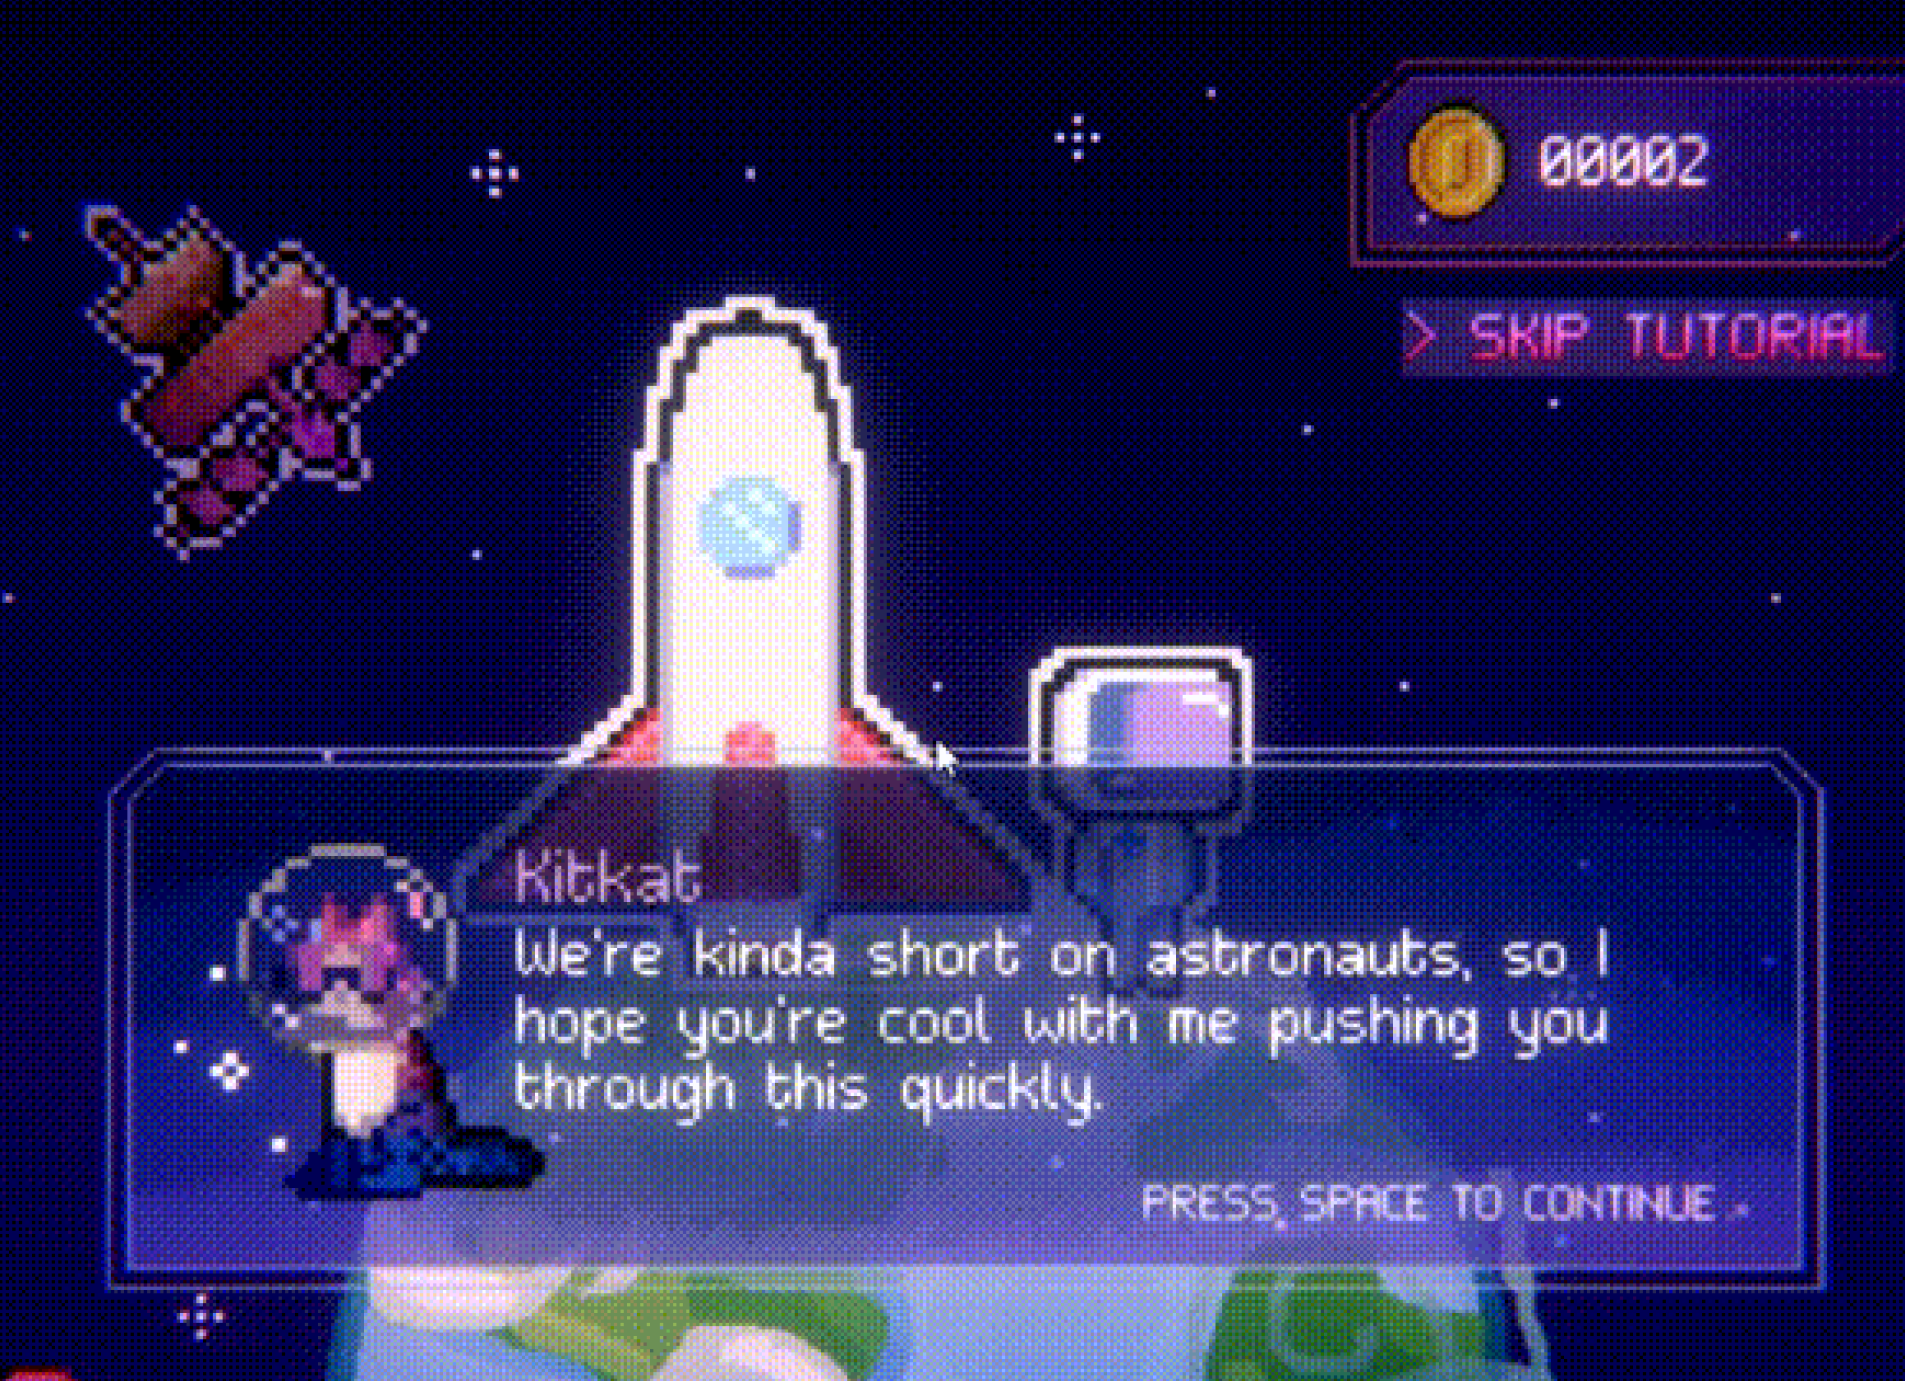 00002
> SKIP TUTORIAL
Kitkat
We're kinda short on astronauts, so I
hope you're cool with me pushing you
through this quickly.
PRESS SPACE TO CONTINUE